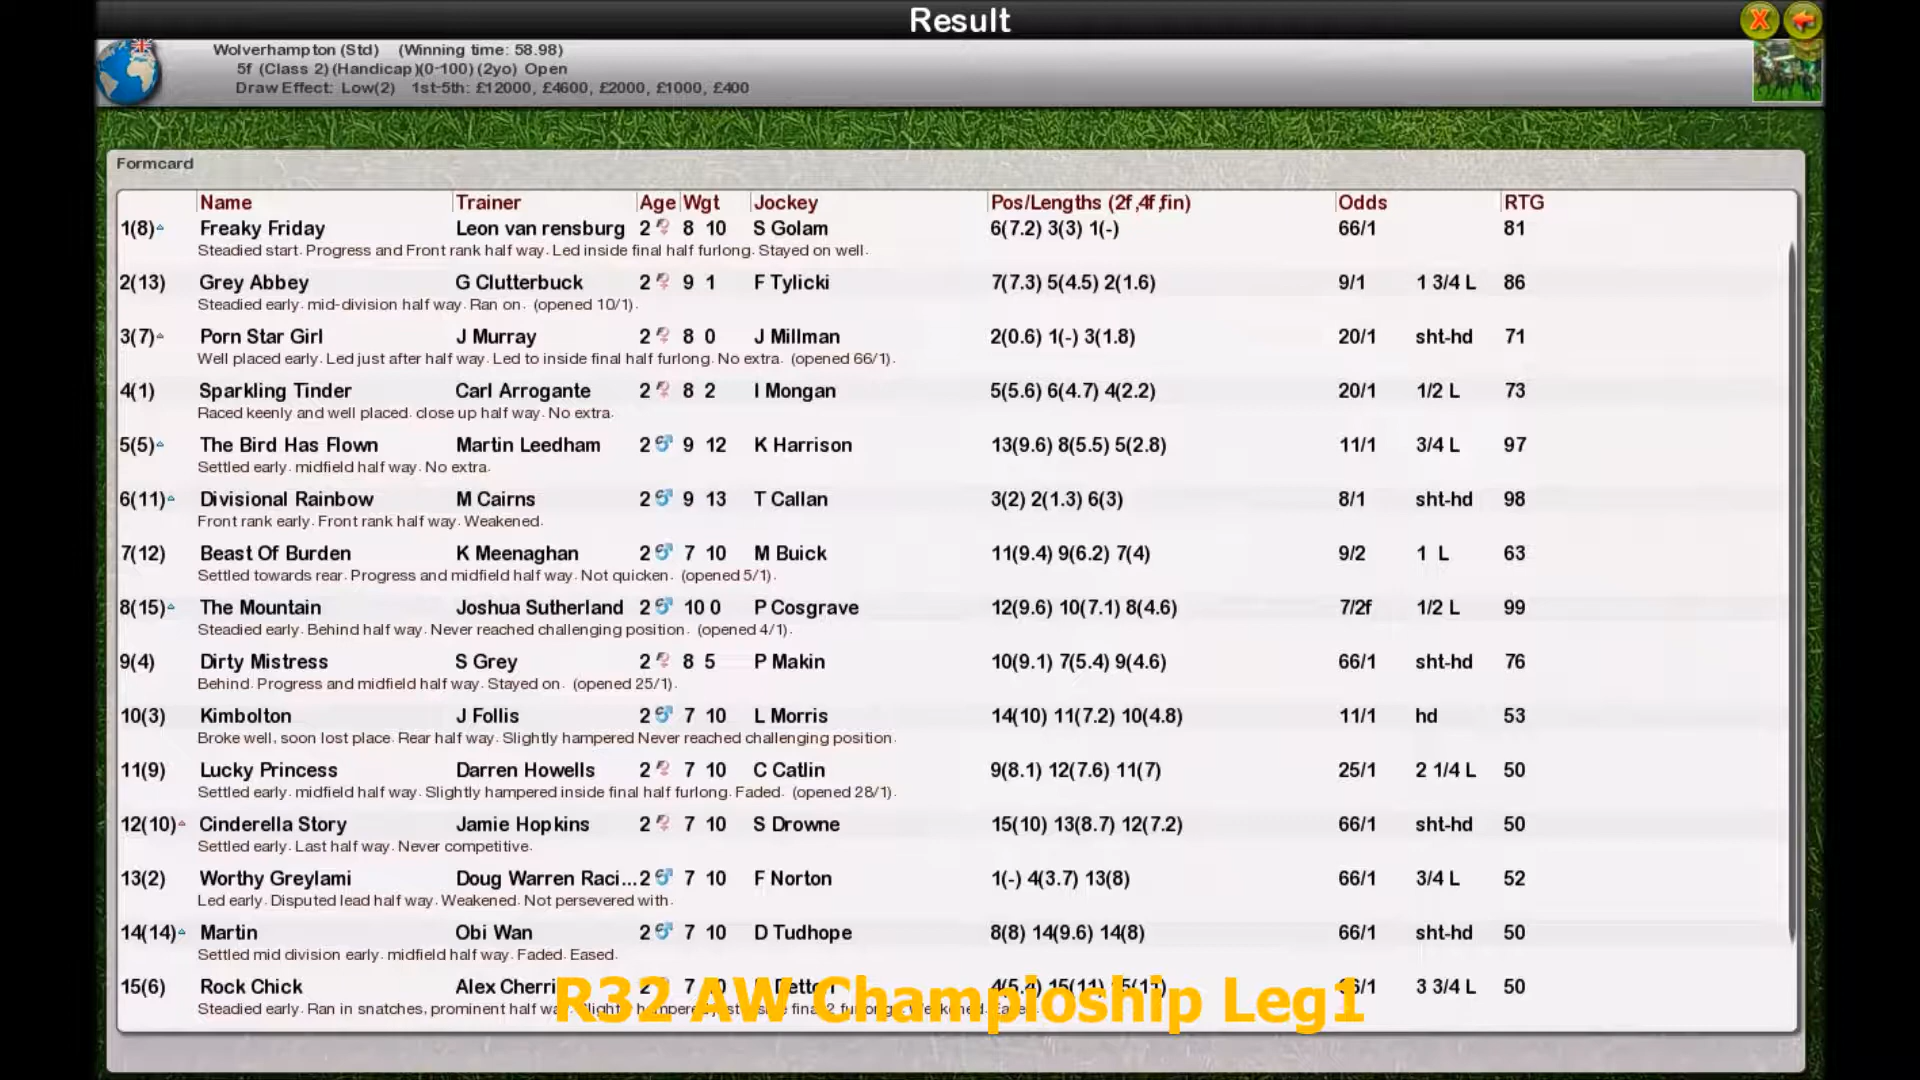 Result
Wolverhampton (Std) (Winning time: 58.98)
5f (Class 2) (Handicap)(0-100) (2yo) Open
Draw Effect: Low(2) 1st-5th: £12000, £4600, £2000, £1000, £400
Formcard
Name Trainer Age Wgt Jockey Pos/Lengths (2f,4f,fin) Odds RTG
1(8) Freaky Friday Leon van rensburg 2 8 10 S Golam 6(7.2) 3(3) 1(-) 66/1 81
Steadied start. Progress and Front rank half way. Led inside final half furlong. Stayed on well.
2(13) Grey Abbey G Clutterbuck 2 9 1 F Tylicki 7(7.3) 5(4.5) 2(1.6) 9/1 1 3/4 L 86
Steadied early. mid-division half way. Ran on. (opened 10/1).
3(7) Porn Star Girl J Murray 2 8 0 J Millman 2(0.6) 1(-) 3(1.8) 20/1 sht-hd 71
Well placed early. Led just after half way. Led to inside final half furlong. No extra. (opened 66/1).
4(1) Sparkling Tinder Carl Arrogante 2 8 2 I Mongan 5(5.6) 6(4.7) 4(2.2) 20/1 1/2 L 73
Raced keenly and well placed. close up half way. No extra.
5(5) The Bird Has Flown Martin Leedham 2 9 12 K Harrison 13(9.6) 8(5.5) 5(2.8) 11/1 3/4 L 97
Settled early. midfield half way. No extra.
6(11) Divisional Rainbow M Cairns 2 9 13 T Callan 3(2) 2(1.3) 6(3) 8/1 sht-hd 98
Front rank early. Front rank half way. Weakened.
7(12) Beast Of Burden K Meenaghan 2 7 10 M Buick 11(9.4) 9(6.2) 7(4) 9/2 1 L 63
Settled towards rear. Progress and midfield half way. Not quicken. (opened 5/1).
8(15) The Mountain Joshua Sutherland 2 10 0 P Cosgrave 12(9.6) 10(7.1) 8(4.6) 7/2f 1/2 L 99
Steadied early. Behind half way. Never reached challenging position. (opened 4/1).
9(4) Dirty Mistress S Grey 2 8 5 P Makin 10(9.1) 7(5.4) 9(4.6) 66/1 sht-hd 76
Behind. Progress and midfield half way. Stayed on. (opened 25/1).
10(3) Kimbolton J Follis 2 7 10 L Morris 14(10) 11(7.2) 10(4.8) 11/1 hd 53
Broke well, soon lost place. Rear half way. Slightly hampered Never reached challenging position.
11(9) Lucky Princess Darren Howells 2 7 10 C Catlin 9(8.1) 12(7.6) 11(7) 25/1 2 1/4 L 50
Settled early. midfield half way. Slightly hampered inside final half furlong. Faded. (opened 28/1).
12(10) Cinderella Story Jamie Hopkins 2 7 10 S Drowne 15(10) 13(8.7) 12(7.2) 66/1 sht-hd 50
Settled early. Last half way. Never competitive.
13(2) Worthy Greylami Doug Warren Raci... 2 7 10 F Norton 1(-) 4(3.7) 13(8) 66/1 3/4 L 52
Led early. Disputed lead half way. Weakened. Not persevered with.
14(14) Martin Obi Wan 2 7 10 D Tudhope 8(8) 14(9.6) 14(8) 66/1 sht-hd 50
Settled mid division early. midfield half way. Faded. Eased.
15(6) Rock Chick Alex 2 7 3 3/4 L 50
Steadied early. Ran in snatches, prominent half
R32 AW Champioship Leg1